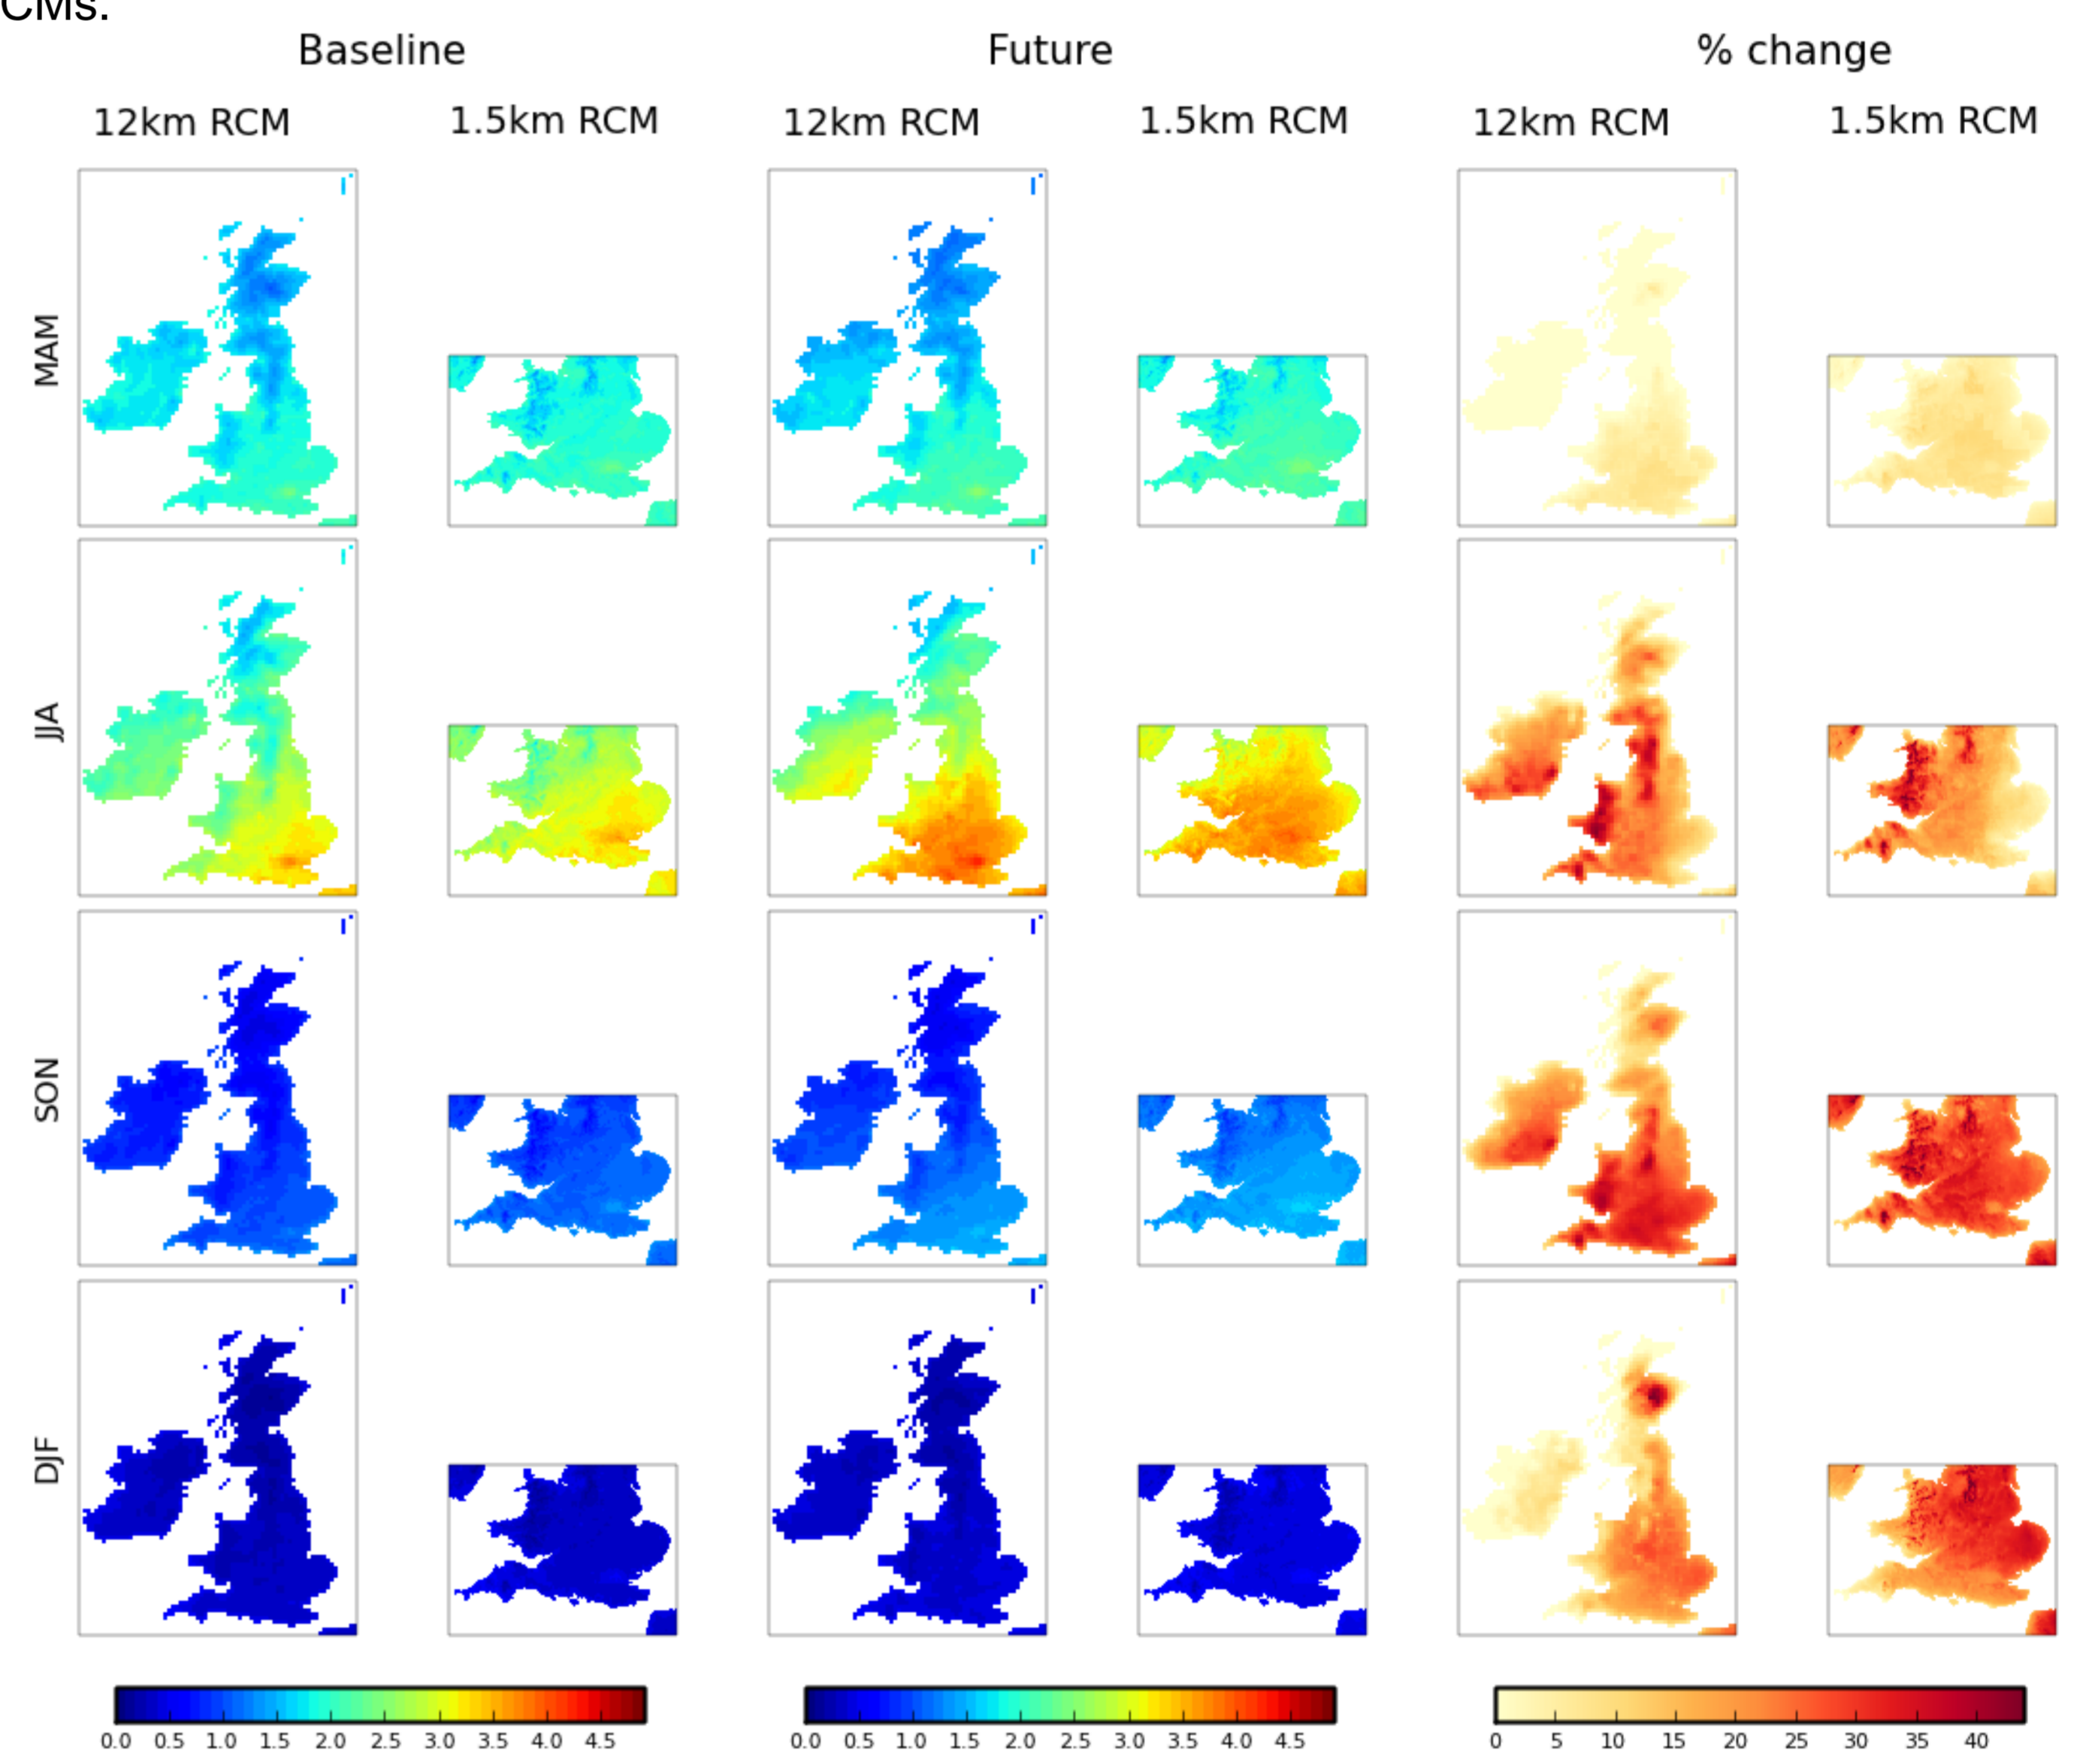 CMs.
Baseline Future % change
12km RCM 1.5km RCM 12km RCM 1.5km RCM 12km RCM 1.5km RCM
MAM
JJA
SON
DJF
0.0 0.5 1.0 1.5 2.0 2.5 3.0 3.5 4.0 4.5 0.0 0.5 1.0 1.5 2.0 2.5 3.0 3.5 4.0 4.5 0 5 10 15 20 25 30 35 40